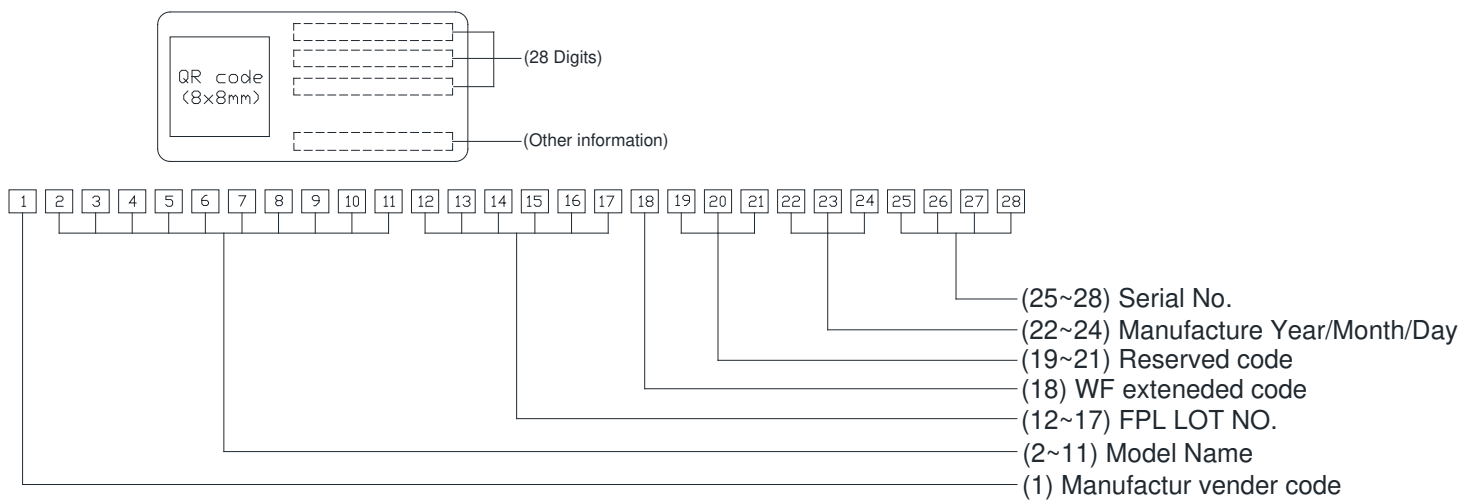 QR code
(8x8mm)
(28 Digits)
(Other information)
1 2 3 4 5 6 7 8 9 10 11 12 13 14 15 16 17 18 19 20 21 22 23 24 25 26 27 28
(25~28) Serial No.
(22~24) Manufacture Year/Month/Day
(19~21) Reserved code
(18) WF exteneded code
(12~17) FPL LOT NO.
(2~11) Model Name
(1) Manufactur vender code